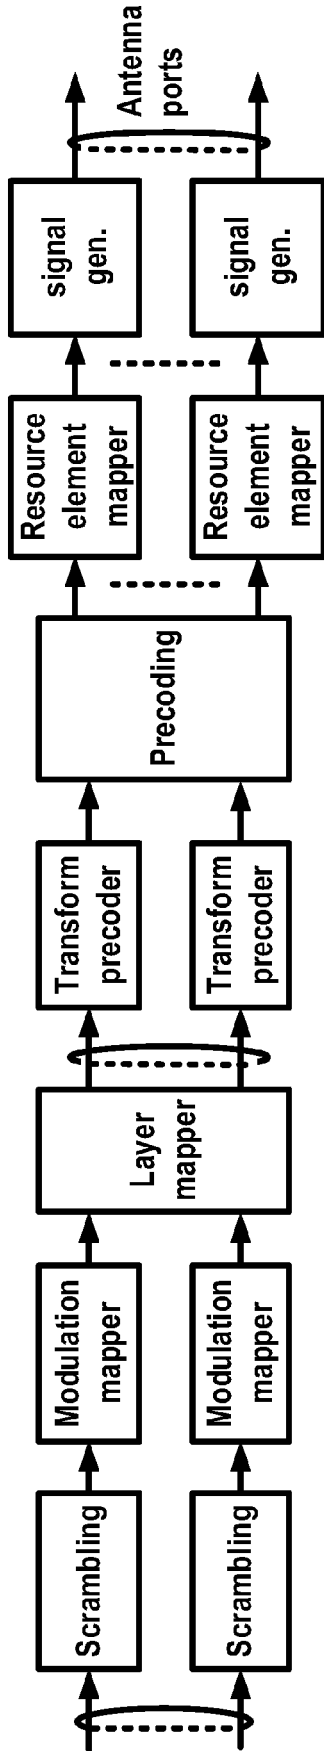 Scrambling
Scrambling
Modulation
mapper
Modulation
mapper
Layer
mapper
Transform
precoder
Transform
precoder
Precoding
Resource
element
mapper
Resource
element
mapper
signal
gen.
signal
gen.
Antenna
ports